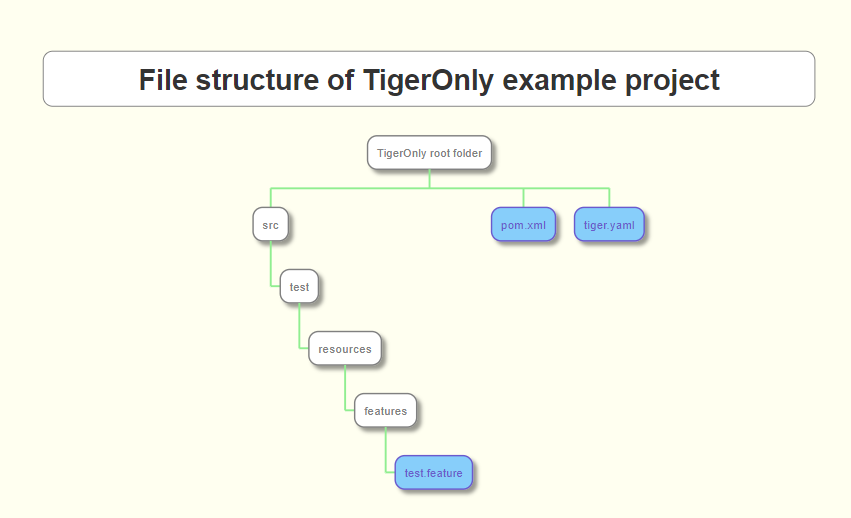 File structure of TigerOnly example project
TigerOnly root folder
src
pom.xml
tiger.yaml
test
resources
features
test.feature